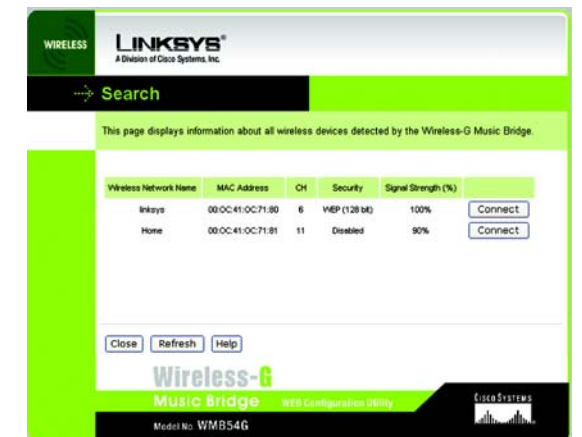 WIRELESS
LINKSYS®
A Division of Cisco Systems, Inc.
Search
This page displays information about all wireless devices detected by the Wireless-G Music Bridge.
Wireless Network Name MAC Address CH Security Signal Strength (%)
linksys 00:0C:41:0C:71:80 6 WEP (128 bit) 100% Connect
Home 00:0C:41:0C:71:81 11 Disabled 90% Connect
Close Refresh Help
Wireless-G
Music Bridge WEB Configuration Utility
CISCO SYSTEMS
Model No. WMB54G